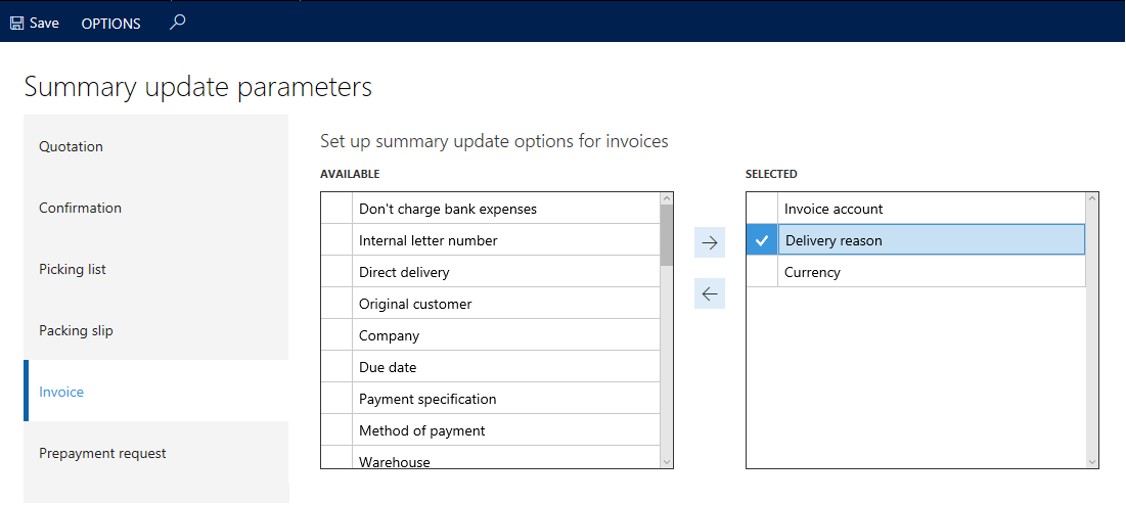 Save OPTIONS
Summary update parameters
Quotation
Confirmation
Picking list
Packing slip
Invoice
Prepayment request
Set up summary update options for invoices
AVAILABLE
Don't charge bank expenses
Internal letter number
Direct delivery
Original customer
Company
Due date
Payment specification
Method of payment
Warehouse
SELECTED
Invoice account
Delivery reason
Currency